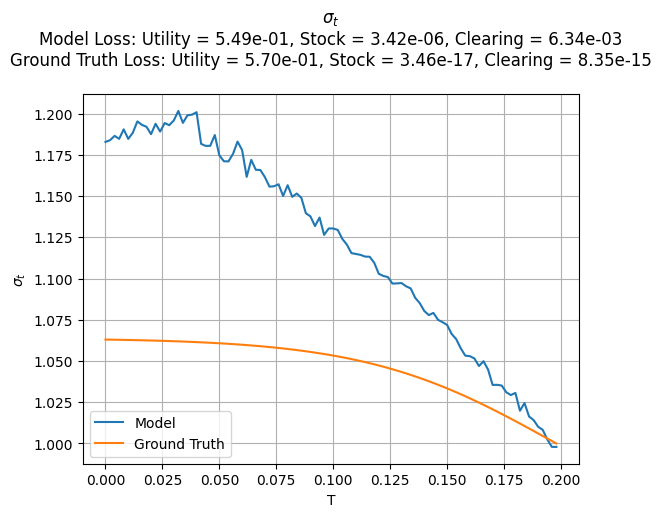 σt
Model Loss: Utility = 5.49e-01, Stock = 3.42e-06, Clearing = 6.34e-03
Ground Truth Loss: Utility = 5.70e-01, Stock = 3.46e-17, Clearing = 8.35e-15
1.200
1.175
1.150
1.125
1.100
1.075
1.050
1.025
1.000
σt
Model
Ground Truth
0.000 0.025 0.050 0.075 0.100 0.125 0.150 0.175 0.200
T